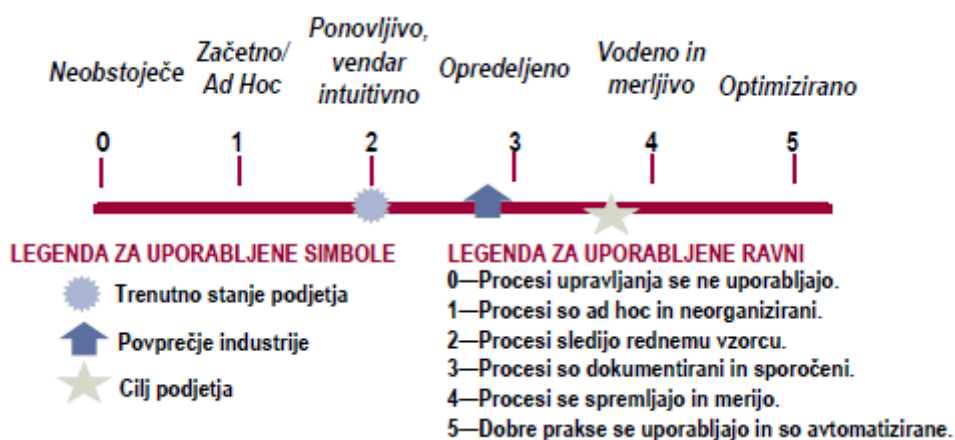 Neobstoječe
Začetno/
Ad Hoc
Ponovljivo,
vendar
intuitivno
Opredeljeno
Vodeno in
merljivo
Optimizirano
0 1 2 3 4 5
LEGENDA ZA UPORABLJENE SIMBOLE
Trenutno stanje podjetja
Povprečje industrije
Cilj podjetja
LEGENDA ZA UPORABLJENE RAVNI
0—Procesi upravljanja se ne uporabljajo.
1—Procesi so ad hoc in neorganizirani.
2—Procesi sledijo rednemu vzorcu.
3—Procesi so dokumentirani in sporočeni.
4—Procesi se spremljajo in merijo.
5—Dobre prakse se uporabljajo in so avtomatizirane.